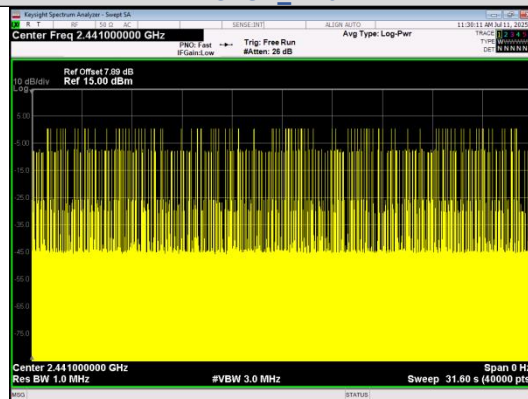 Keysight Spectrum Analyzer - Swept SA
R T RF 50 Ω AC SENSE:INT ALIGN AUTO 11:30:11 AM Jul 11, 2025
Center Freq 2.441000000 GHz
Avg Type: Log-Pwr
TRACE 1 2 3 4 5
PNO: Fast
Trig: Free Run
TYPE
IFGain:Low
#Atten: 26 dB
DET N N N N N
Ref Offset 7.89 dB
10 dB/div Ref 15.00 dBm
Log
5.00
-5.00
-15.0
-25.0
-35.0
-45.0
-55.0
-65.0
-75.0
Center 2.441000000 GHz Span 0 Hz
Res BW 1.0 MHz #VBW 3.0 MHz Sweep 31.60 s (40000 pts
MSG STATUS